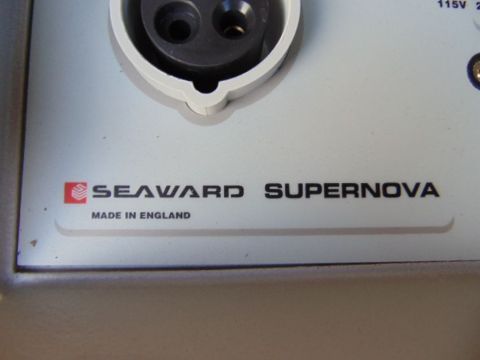 115V
SEAWARD SUPERNOVA
MADE IN ENGLAND